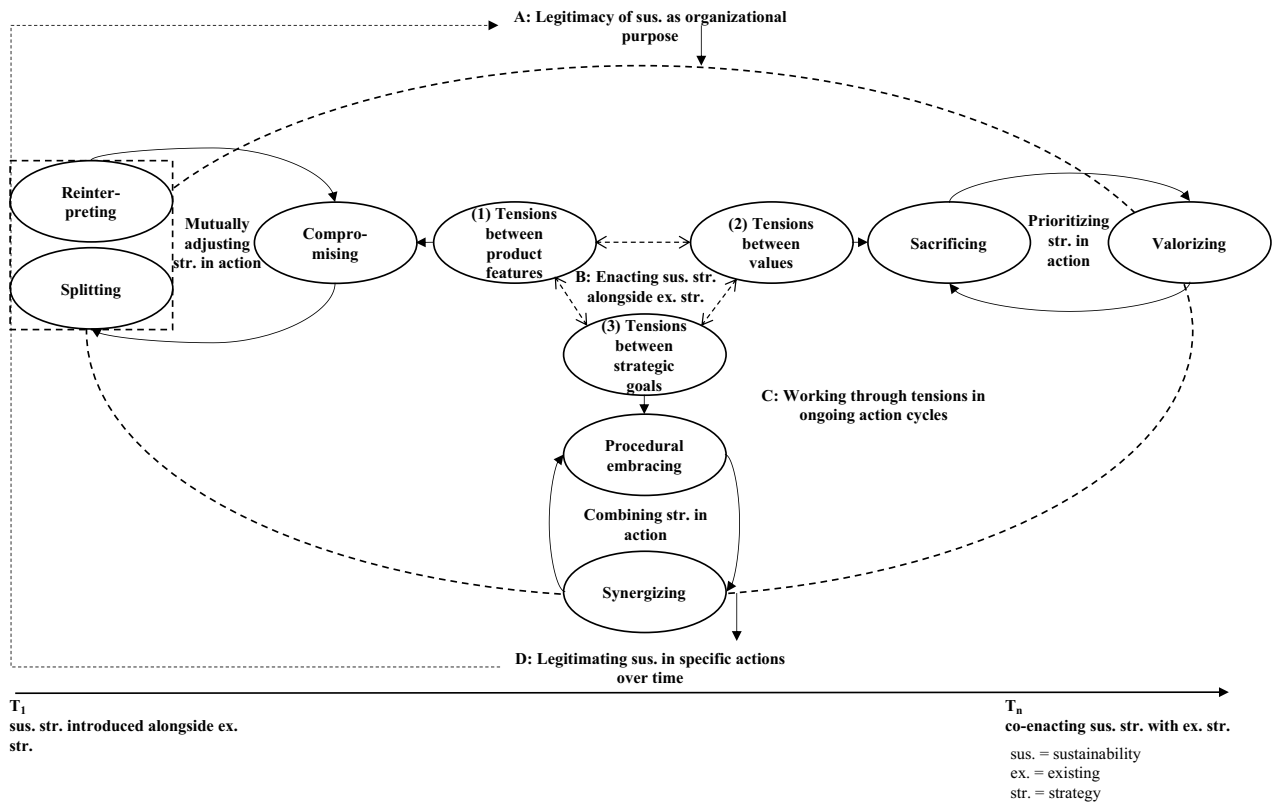 A: Legitimacy of sus. as organizational
purpose
Reinter-
preting
Splitting
Mutually
adjusting
str. in action
Compro-
mising
(1) Tensions
between
product
features
(2) Tensions
between
values
Sacrificing
Prioritizing
str. in
action
Valorizing
B: Enacting sus. str.
alongside ex. str.
(3) Tensions
between
strategic
goals
C: Working through tensions in
ongoing action cycles
Procedural
embracing
Combining str. in
action
Synergizing
D: Legitimating sus. in specific actions
over time
T1
sus. str. introduced alongside ex.
str.
Tn
co-enacting sus. str. with ex. str.
sus. = sustainability
ex. = existing
str. = strategy